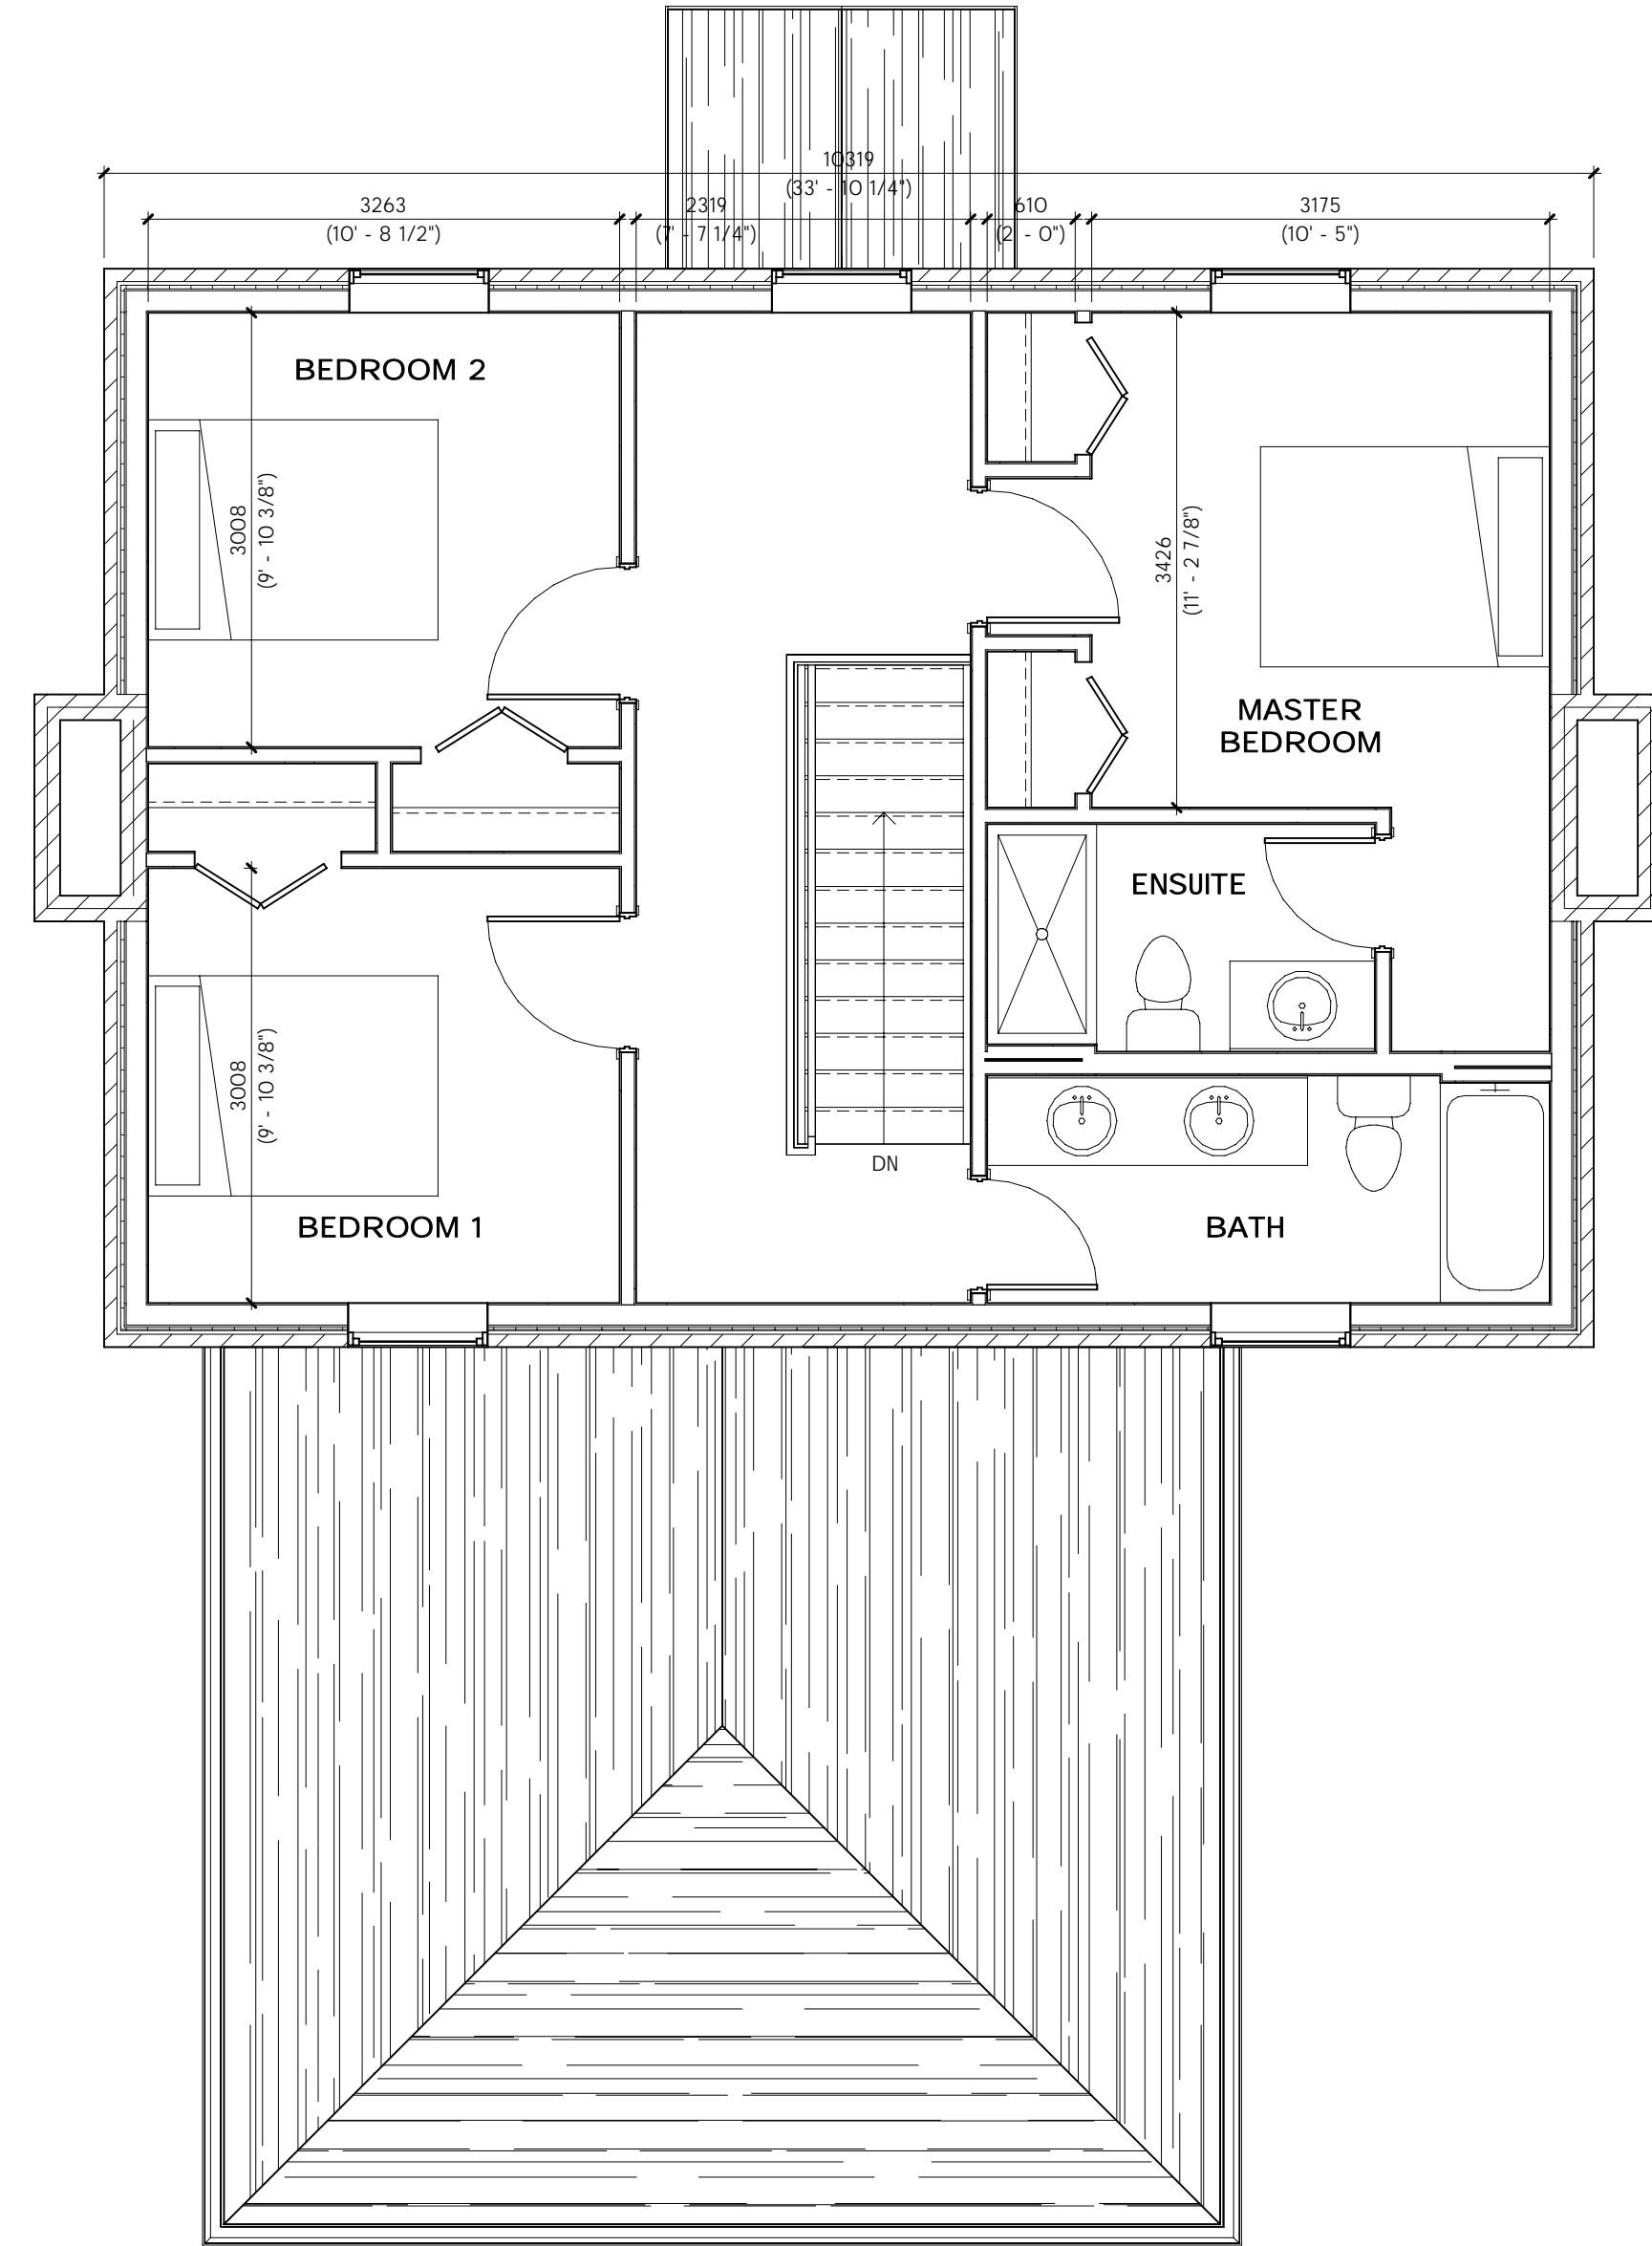 10319
(33' - 10 1/4")
3263
(10' - 8 1/2")
2319
(7' - 7 1/4")
610
(2' - 0")
3175
(10' - 5")
BEDROOM 2
3008
(9' - 10 3/8")
3426
(11' - 2 7/8")
MASTER
BEDROOM
ENSUITE
3008
(9' - 10 3/8")
DN
BEDROOM 1
BATH